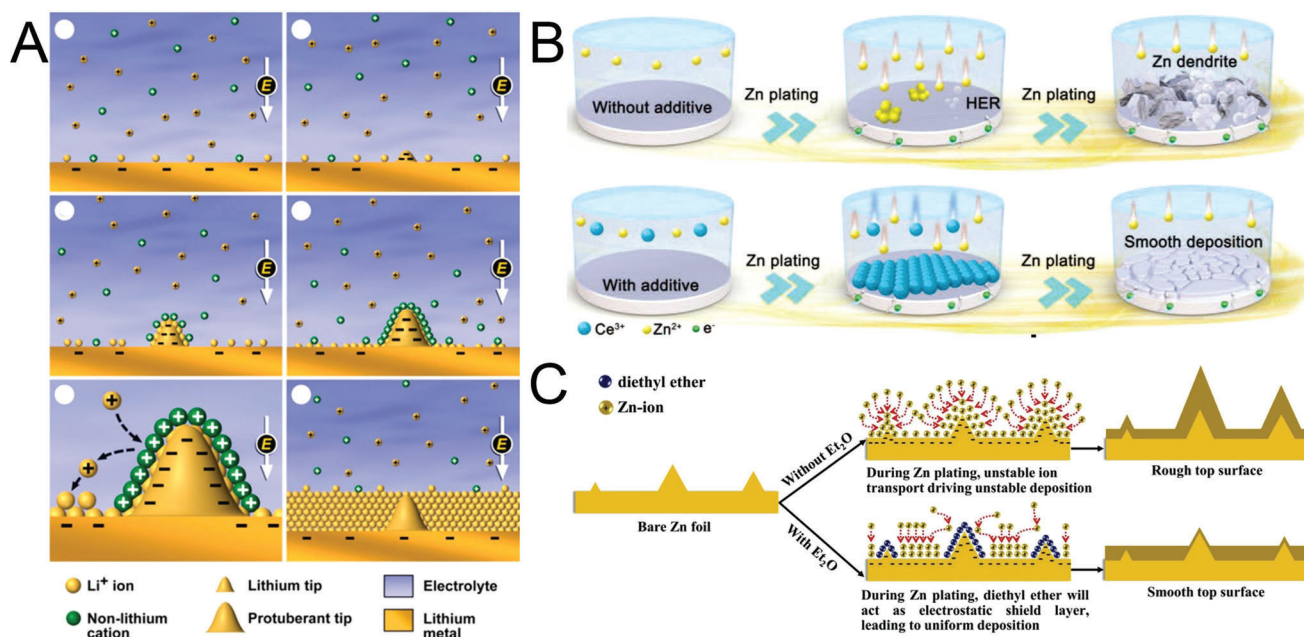 A
E
E
E
E
E
E
Li+ ion
Lithium tip
Electrolyte
Non-lithium cation
Protuberant tip
Lithium metal
B
Without additive
Zn plating
HER
Zn plating
Zn dendrite
With additive
Zn plating
Zn plating
Smooth deposition
Ce³⁺
Zn²⁺
e⁻
C
diethyl ether
Zn-ion
Bare Zn foil
Without Et₂O
During Zn plating, unstable ion
transport driving unstable deposition
Rough top surface
With Et₂O
During Zn plating, diethyl ether will
act as electrostatic shield layer,
leading to uniform deposition
Smooth top surface